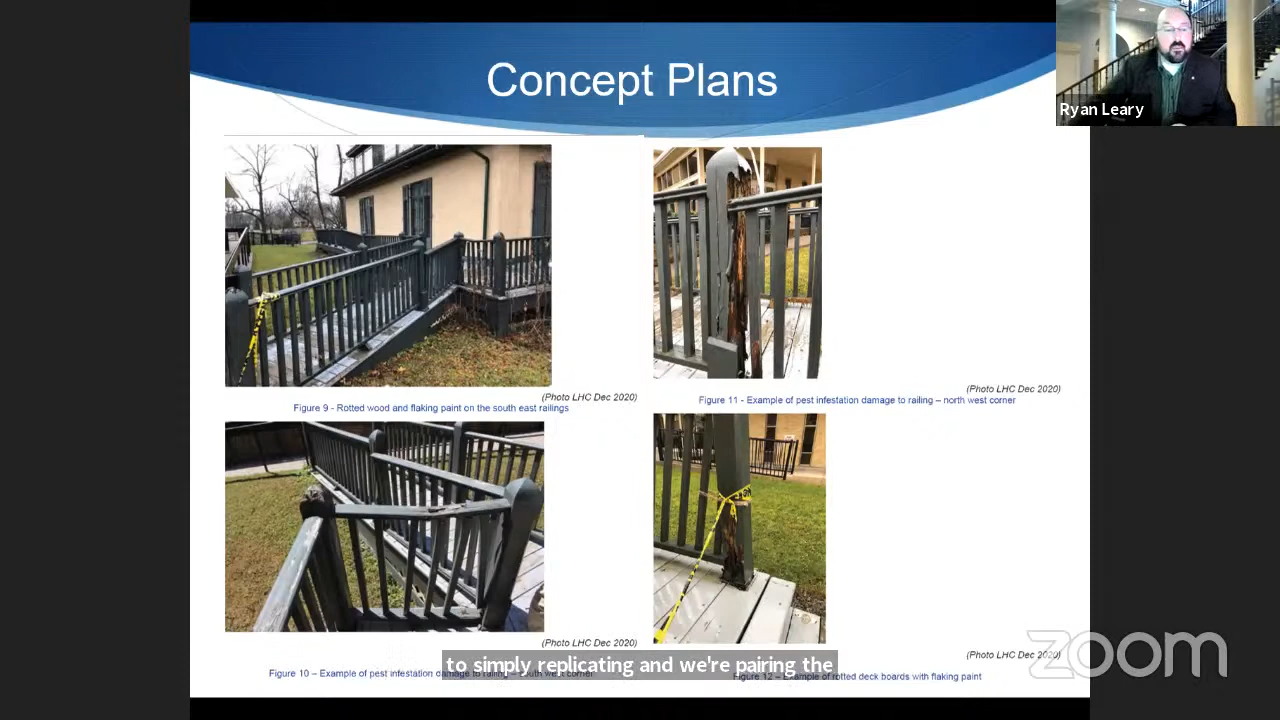 Concept Plans
Ryan Leary
(Photo LHC Dec 2020)
Figure 9 - Rotted wood and flaking paint on the south east railings
(Photo LHC Dec 2020)
Figure 11 - Example of pest infestation damage to railing – north west corner
(Photo LHC Dec 2020)
Figure 10 – Example of pest infestation damage to railing – south west corner
(Photo LHC Dec 2020)
Figure 12 – Example of rotted deck boards with flaking paint
to simply replicating and we're pairing the
zoom